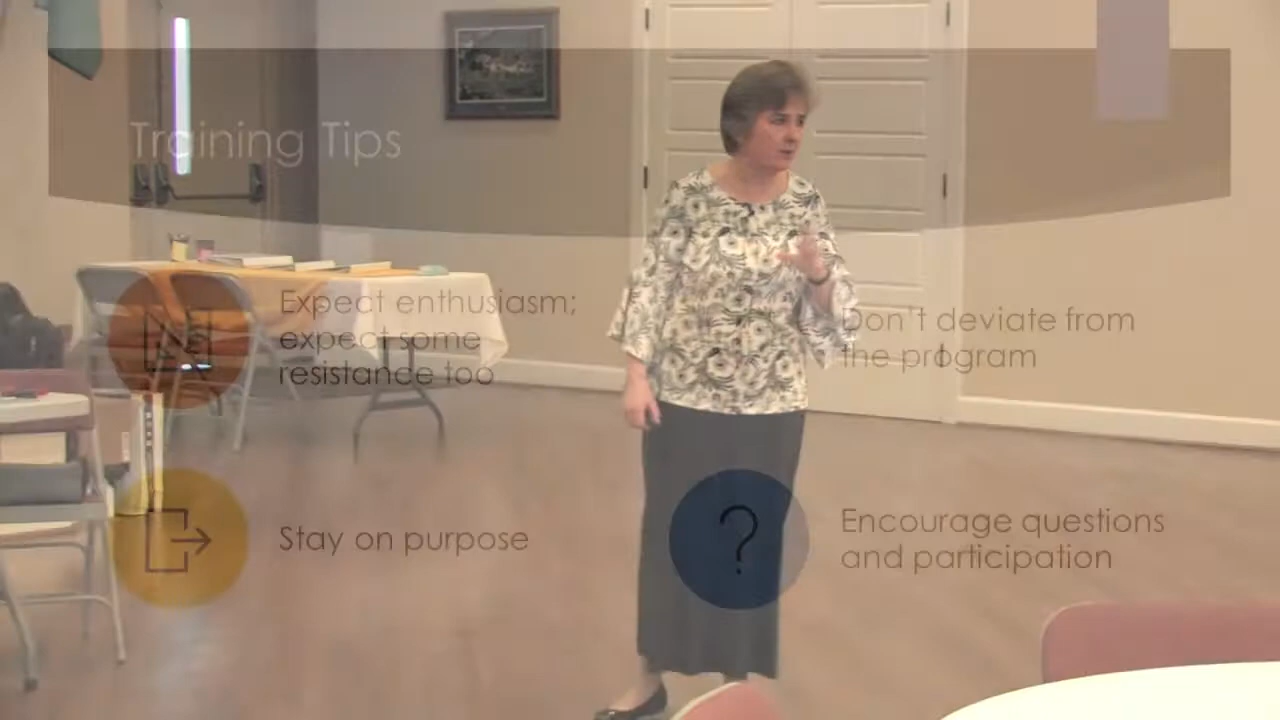 Training Tips
Expect enthusiasm;
expect some
resistance too
Don't deviate from
the program
Stay on purpose
Encourage questions
and participation